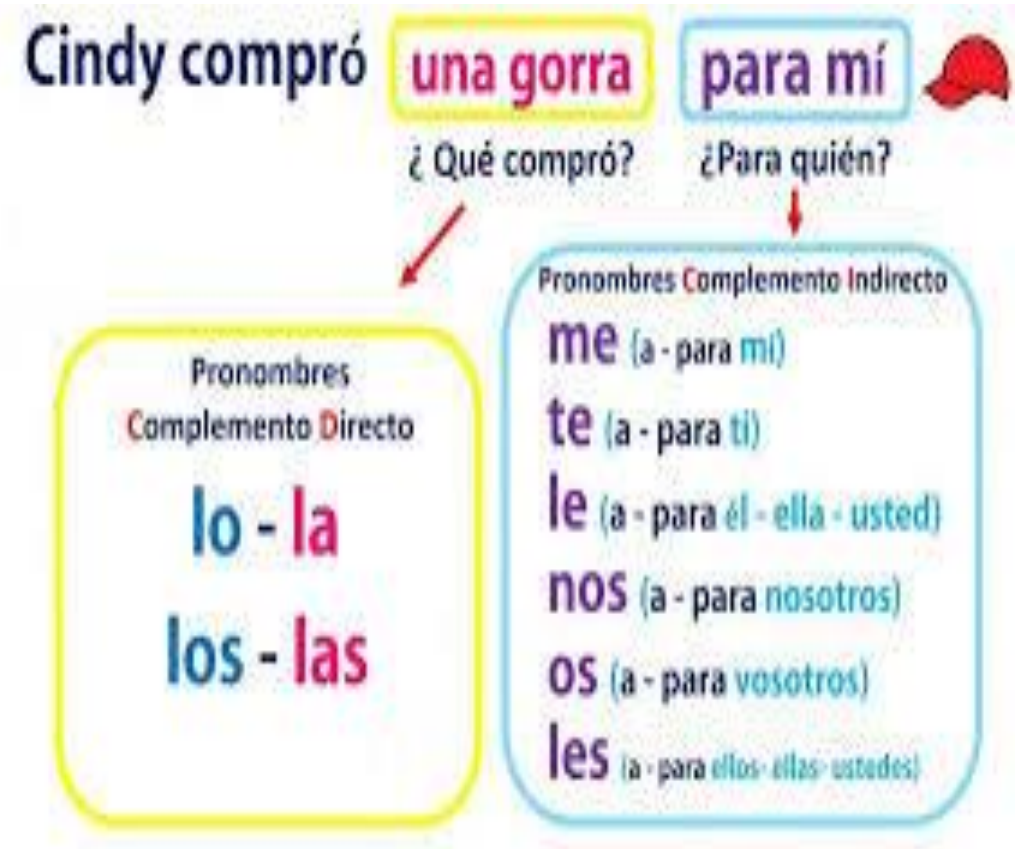 Cindy compró una gorra para mí
¿ Qué compró? ¿Para quién?
Pronombres
Complemento Directo
lo - la
los - las
Pronombres Complemento Indirecto
me (a - para mí)
te (a - para ti)
le (a - para él - ella - usted)
nos (a - para nosotros)
os (a - para vosotros)
les (a - para ellos- ellas- ustedes)